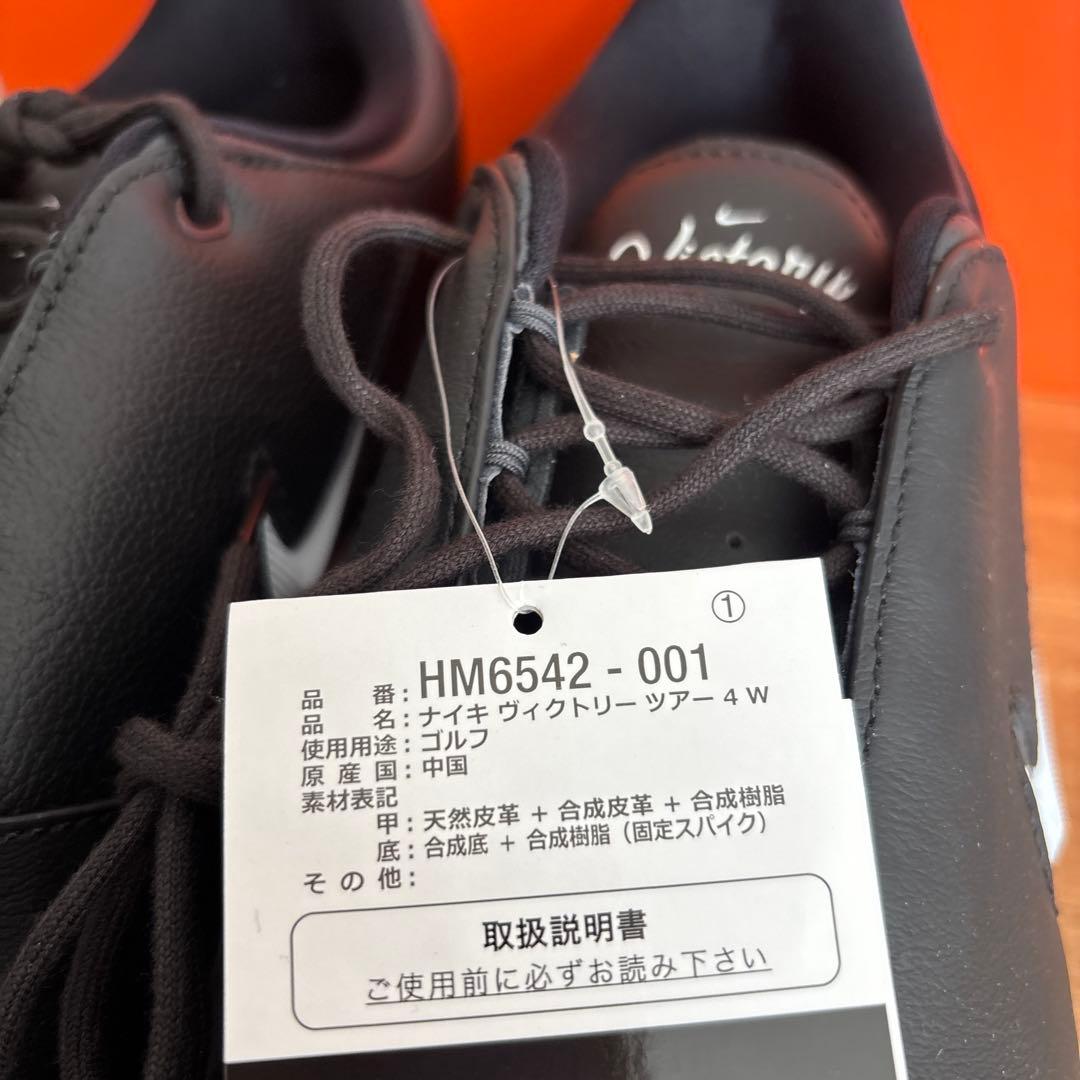 Victory
①
品番：HM6542 - 001
品名：ナイキ ヴィクトリー ツアー 4 W
使用用途：ゴルフ
原産国：中国
素材表記
甲：天然皮革 + 合成皮革 + 合成樹脂
底：合成底 + 合成樹脂（固定スパイク）
その他：
取扱説明書
ご使用前に必ずお読み下さい